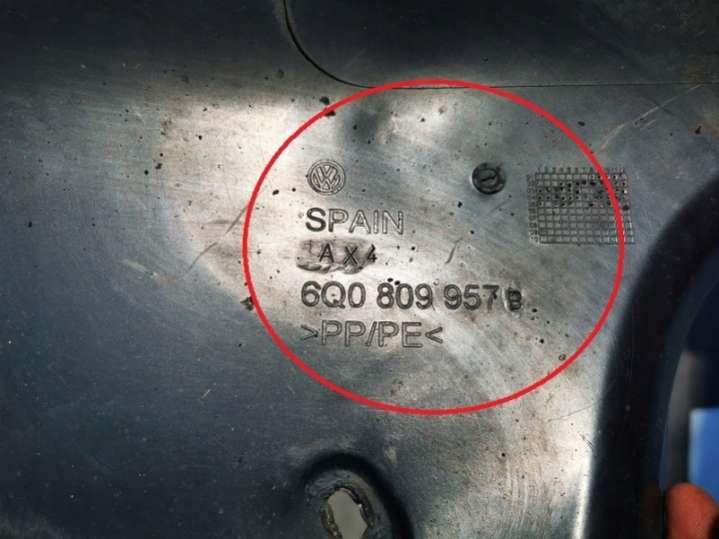 SPAIN
AX4
6Q0 809 957 B
>PP/PE<